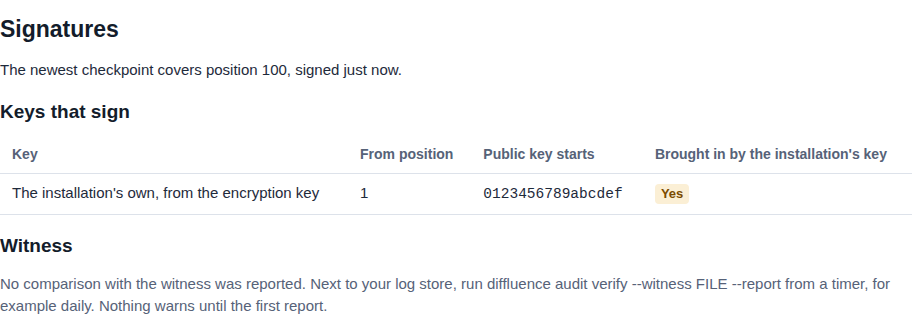 Signatures
The newest checkpoint covers position 100, signed just now.
Keys that sign
Key From position Public key starts Brought in by the installation's key
The installation's own, from the encryption key 1 0123456789abcdef Yes
Witness
No comparison with the witness was reported. Next to your log store, run diffluence audit verify --witness FILE --report from a timer, for
example daily. Nothing warns until the first report.